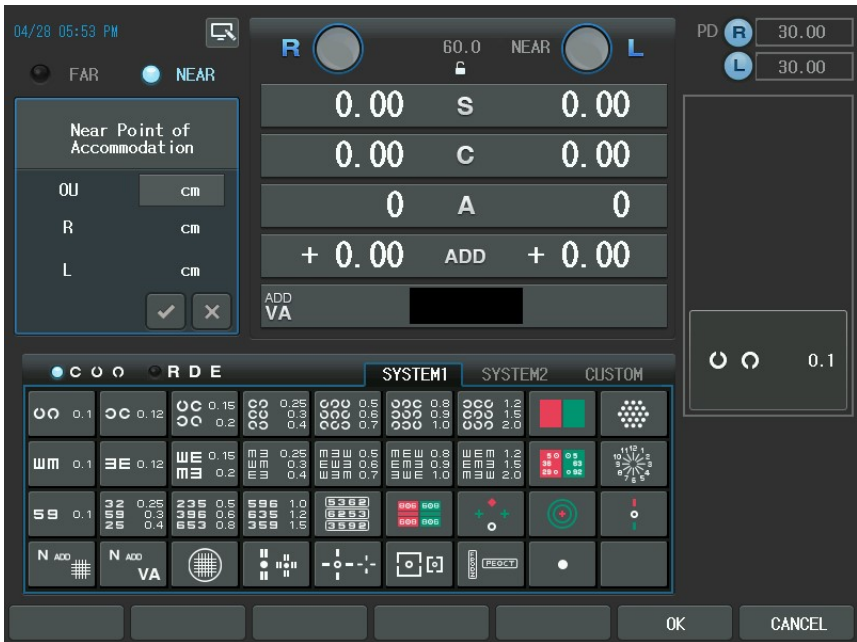 04/28 05:53 PM
FAR NEAR
Near Point of
Accommodation
OU cm
R cm
L cm
R 60.0 NEAR L
0.00 S 0.00
0.00 C 0.00
0 A 0
+ 0.00 ADD + 0.00
ADD
VA
PD R 30.00
L 30.00
0.1
C R D E
SYSTEM1 SYSTEM2 CUSTOM
0.1
0.12
0.15
0.2
0.25
0.3
0.4
0.5
0.6
0.7
0.8
0.9
1.0
1.2
1.5
2.0
0.1
0.12
0.15
0.2
0.25
0.3
0.4
0.5
0.6
0.7
0.8
0.9
1.0
1.2
1.5
2.0
59 0.1
32 0.25
59 0.3
25 0.4
235 0.5
396 0.6
653 0.8
596 1.0
635 1.2
359 1.5
5362
6253
3592
N ADD
N ADD
VA
PEOCT
OK CANCEL